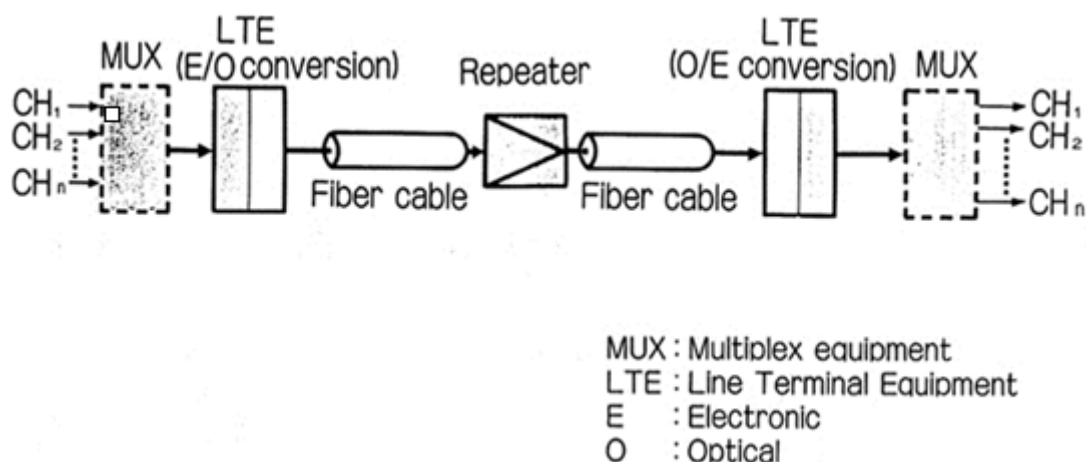 LTE
MUX
(E/O conversion)
Repeater
LTE
(O/E conversion)
MUX
CH₁
CH₂
CHₙ
Fiber cable
Fiber cable
CH₁
CH₂
CHₙ
MUX : Multiplex equipment
LTE : Line Terminal Equipment
E : Electronic
O : Optical